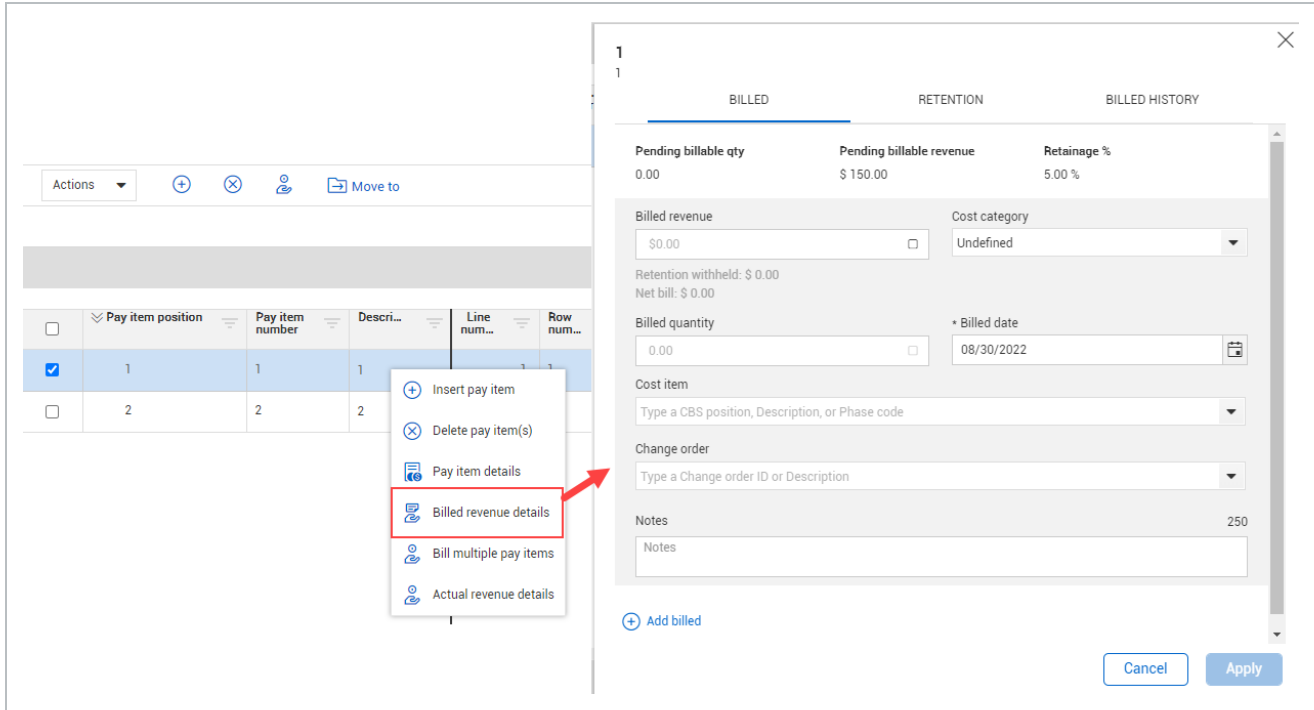 Actions
Move to
Pay item position
Pay item number
Descri...
Line num...
Row num...
1
1
1
1
1
2
2
2
Insert pay item
Delete pay item(s)
Pay item details
Billed revenue details
Bill multiple pay items
Actual revenue details
1
1
BILLED
RETENTION
BILLED HISTORY
Pending billable qty
Pending billable revenue
Retainage %
0.00
$ 150.00
5.00 %
Billed revenue
Cost category
$0.00
Undefined
Retention withheld: $ 0.00
Net bill: $ 0.00
Billed quantity
* Billed date
0.00
08/30/2022
Cost item
Type a CBS position, Description, or Phase code
Change order
Type a Change order ID or Description
Notes
250
Notes
Add billed
Cancel
Apply